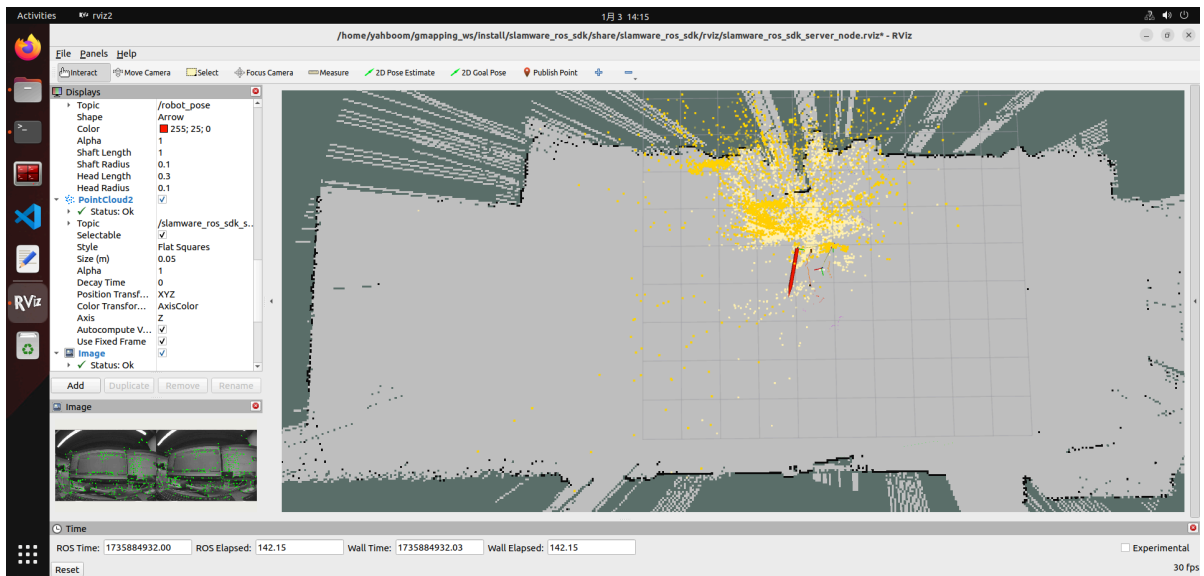 Activities rviz2 1月 3 14:15
/home/yahboom/gmapping_ws/install/slamware_ros_sdk/share/slamware_ros_sdk/rviz/slamware_ros_sdk_server_node.rviz* - RViz
File Panels Help
Interact Move Camera Select Focus Camera Measure 2D Pose Estimate 2D Goal Pose Publish Point
Displays
Topic /robot_pose
Shape Arrow
Color 255; 25; 0
Alpha 1
Shaft Length 1
Shaft Radius 0.1
Head Length 0.3
Head Radius 0.1
PointCloud2
Status: Ok
Topic /slamware_ros_sdk_s...
Selectable
Style Flat Squares
Size (m) 0.05
Alpha 1
Decay Time 0
Position Transf... XYZ
Color Transfor... AxisColor
Axis Z
Autocompute V...
Use Fixed Frame
Image
Status: Ok
Add Duplicate Remove Rename
Image
Time
ROS Time: 1735884932.00 ROS Elapsed: 142.15 Wall Time: 1735884932.03 Wall Elapsed: 142.15 Experimental
Reset 30 fps
RViz